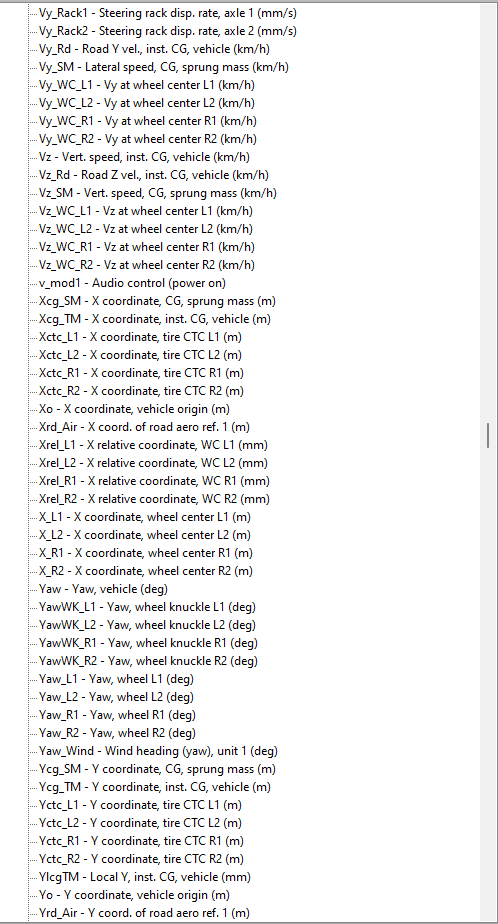 Vy_Rack1 - Steering rack disp. rate, axle 1 (mm/s)
Vy_Rack2 - Steering rack disp. rate, axle 2 (mm/s)
Vy_Rd - Road Y vel., inst. CG, vehicle (km/h)
Vy_SM - Lateral speed, CG, sprung mass (km/h)
Vy_WC_L1 - Vy at wheel center L1 (km/h)
Vy_WC_L2 - Vy at wheel center L2 (km/h)
Vy_WC_R1 - Vy at wheel center R1 (km/h)
Vy_WC_R2 - Vy at wheel center R2 (km/h)
Vz - Vert. speed, inst. CG, vehicle (km/h)
Vz_Rd - Road Z vel., inst. CG, vehicle (km/h)
Vz_SM - Vert. speed, CG, sprung mass (km/h)
Vz_WC_L1 - Vz at wheel center L1 (km/h)
Vz_WC_L2 - Vz at wheel center L2 (km/h)
Vz_WC_R1 - Vz at wheel center R1 (km/h)
Vz_WC_R2 - Vz at wheel center R2 (km/h)
v_mod1 - Audio control (power on)
Xcg_SM - X coordinate, CG, sprung mass (m)
Xcg_TM - X coordinate, inst. CG, vehicle (m)
Xctc_L1 - X coordinate, tire CTC L1 (m)
Xctc_L2 - X coordinate, tire CTC L2 (m)
Xctc_R1 - X coordinate, tire CTC R1 (m)
Xctc_R2 - X coordinate, tire CTC R2 (m)
Xo - X coordinate, vehicle origin (m)
Xrd_Air - X coord. of road aero ref. 1 (m)
Xrel_L1 - X relative coordinate, WC L1 (mm)
Xrel_L2 - X relative coordinate, WC L2 (mm)
Xrel_R1 - X relative coordinate, WC R1 (mm)
Xrel_R2 - X relative coordinate, WC R2 (mm)
X_L1 - X coordinate, wheel center L1 (m)
X_L2 - X coordinate, wheel center L2 (m)
X_R1 - X coordinate, wheel center R1 (m)
X_R2 - X coordinate, wheel center R2 (m)
Yaw - Yaw, vehicle (deg)
YawWK_L1 - Yaw, wheel knuckle L1 (deg)
YawWK_L2 - Yaw, wheel knuckle L2 (deg)
YawWK_R1 - Yaw, wheel knuckle R1 (deg)
YawWK_R2 - Yaw, wheel knuckle R2 (deg)
Yaw_L1 - Yaw, wheel L1 (deg)
Yaw_L2 - Yaw, wheel L2 (deg)
Yaw_R1 - Yaw, wheel R1 (deg)
Yaw_R2 - Yaw, wheel R2 (deg)
Yaw_Wind - Wind heading (yaw), unit 1 (deg)
Ycg_SM - Y coordinate, CG, sprung mass (m)
Ycg_TM - Y coordinate, inst. CG, vehicle (m)
Yctc_L1 - Y coordinate, tire CTC L1 (m)
Yctc_L2 - Y coordinate, tire CTC L2 (m)
Yctc_R1 - Y coordinate, tire CTC R1 (m)
Yctc_R2 - Y coordinate, tire CTC R2 (m)
YlcgTM - Local Y, inst. CG, vehicle (mm)
Yo - Y coordinate, vehicle origin (m)
Yrd_Air - Y coord. of road aero ref. 1 (m)